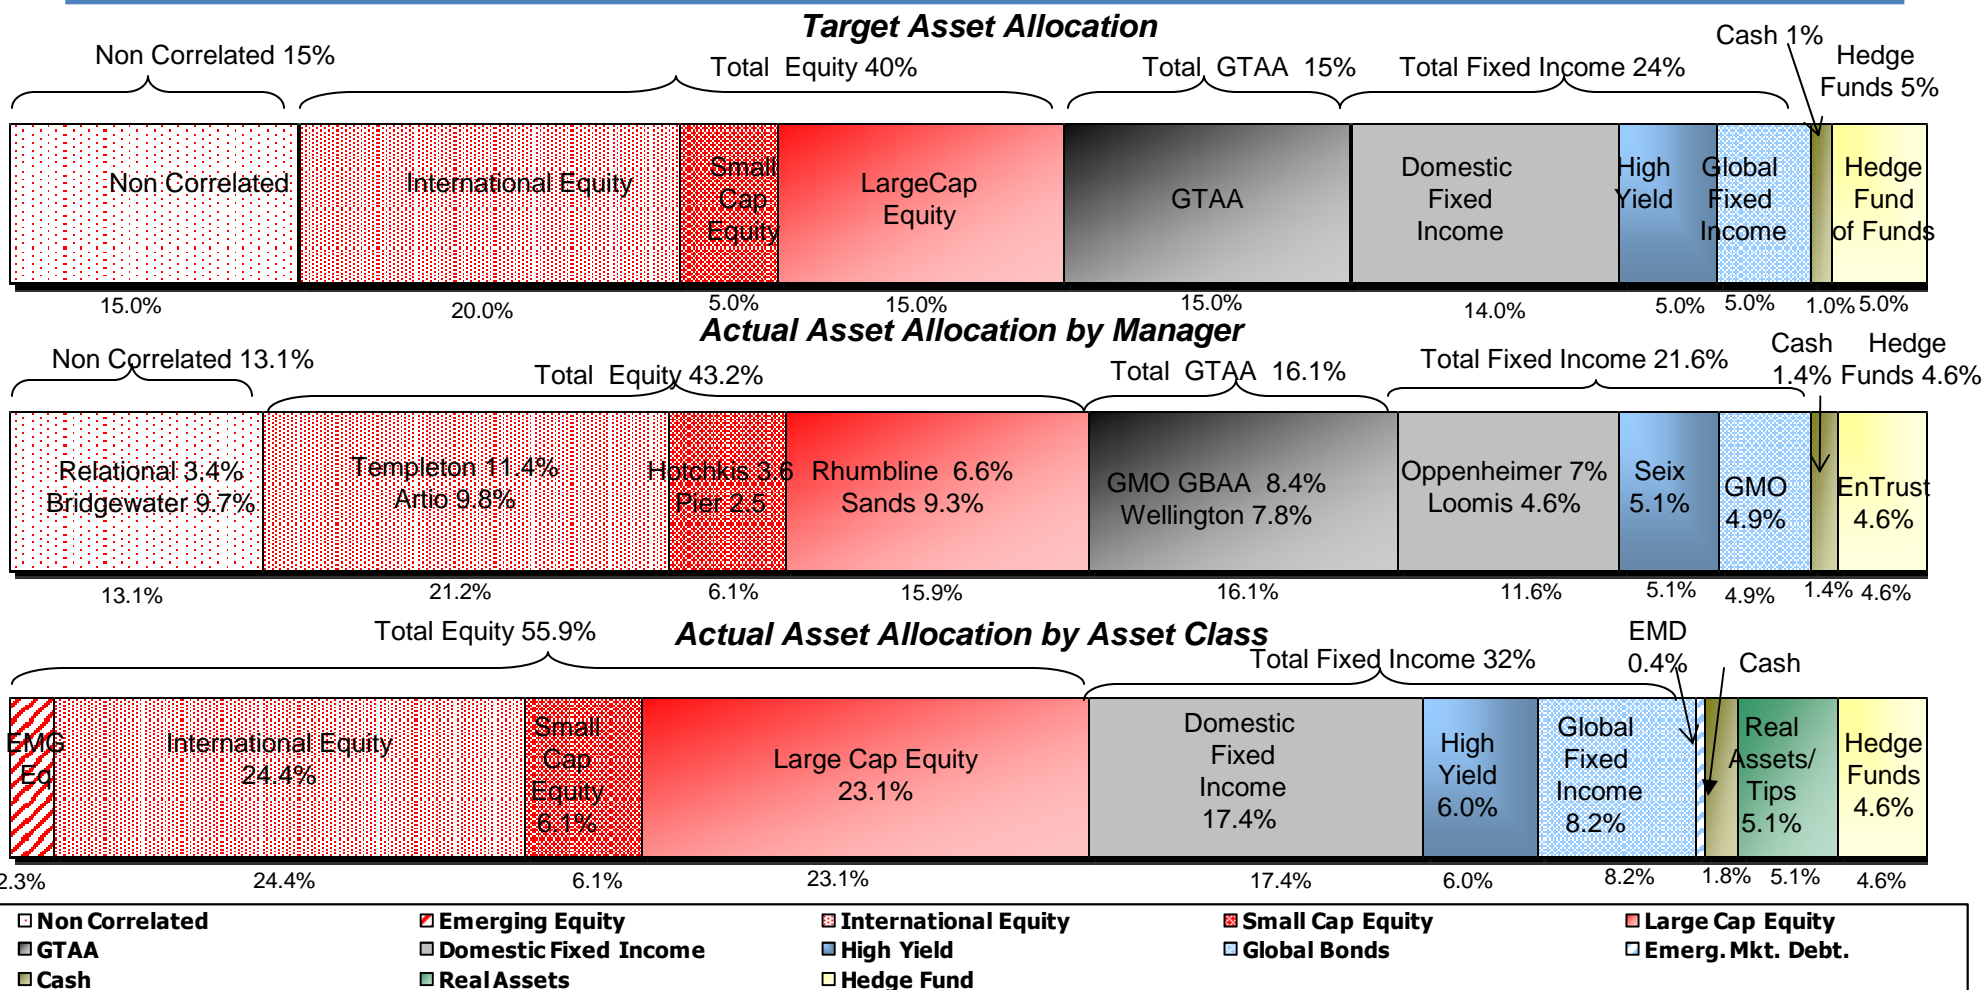 Target Asset Allocation
Non Correlated 15%
Total Equity 40%
Total GTAA 15%
Total Fixed Income 24%
Cash 1%
Hedge
Funds 5%
Non Correlated
International Equity
Small
Cap
Equity
LargeCap
Equity
GTAA
Domestic
Fixed
Income
High
Yield
Global
Fixed
Income
Hedge
Fund
of Funds
15.0%
20.0%
5.0%
15.0%
15.0%
14.0%
5.0%
5.0%
1.0%
5.0%
Actual Asset Allocation by Manager
Non Correlated 13.1%
Total Equity 43.2%
Total GTAA 16.1%
Total Fixed Income 21.6%
Cash
1.4%
Hedge
Funds 4.6%
Relational 3.4%
Bridgewater 9.7%
Templeton 11.4%
Artio 9.8%
Hotchkis 3.6
Pier 2.5
Rhumbline 6.6%
Sands 9.3%
GMO GBAA 8.4%
Wellington 7.8%
Oppenheimer 7%
Loomis 4.6%
Seix
5.1%
GMO
4.9%
EnTrust
4.6%
13.1%
21.2%
6.1%
15.9%
16.1%
11.6%
5.1%
4.9%
1.4%
4.6%
Actual Asset Allocation by Asset Class
Total Equity 55.9%
Total Fixed Income 32%
EMD
0.4%
Cash
EMG
Eq
International Equity
24.4%
Small
Cap
Equity
6.1%
Large Cap Equity
23.1%
Domestic
Fixed
Income
17.4%
High
Yield
6.0%
Global
Fixed
Income
8.2%
Real
Assets/
Tips
5.1%
Hedge
Funds
4.6%
2.3%
24.4%
6.1%
23.1%
17.4%
6.0%
8.2%
1.8%
5.1%
4.6%
Non Correlated
Emerging Equity
International Equity
Small Cap Equity
Large Cap Equity
GTAA
Domestic Fixed Income
High Yield
Global Bonds
Emerg. Mkt. Debt.
Cash
Real Assets
Hedge Fund